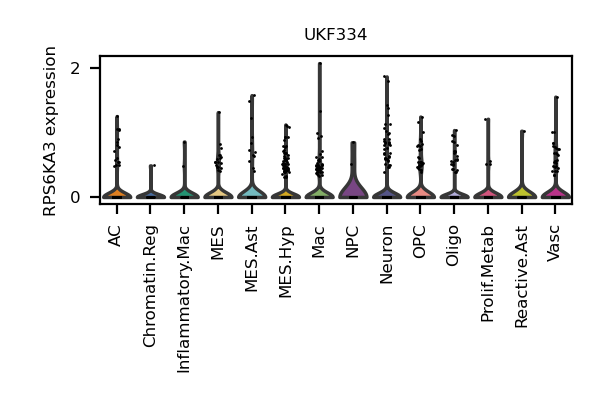 UKF334
RPS6KA3 expression
2
0
AC
Chromatin.Reg
Inflammatory.Mac
MES
MES.Ast
MES.Hyp
Mac
NPC
Neuron
OPC
Oligo
Prolif.Metab
Reactive.Ast
Vasc